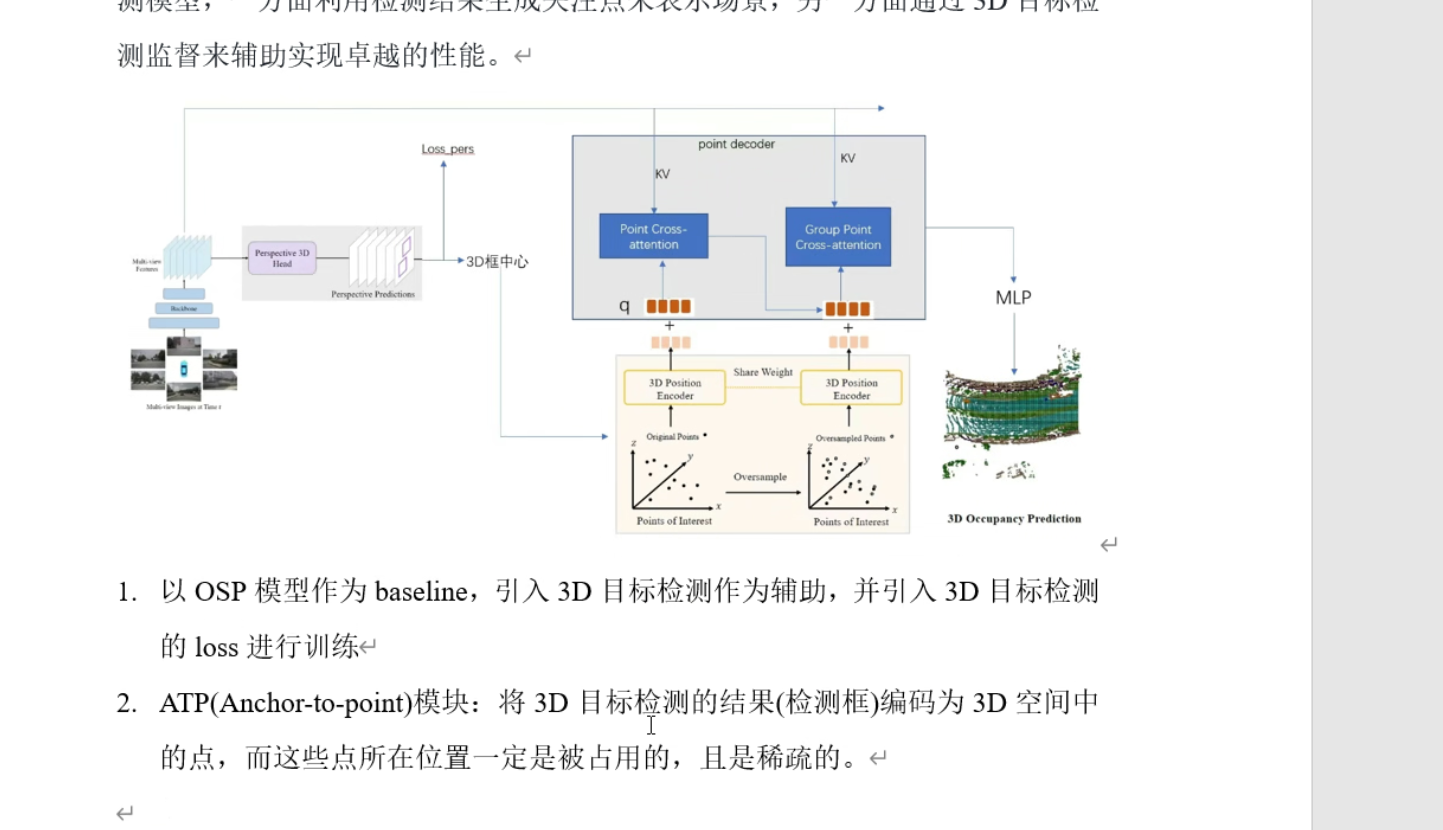 测模型，一方面利用检测结果生成关注点来表示场景，另一方面通过 3D 目标检
测监督来辅助实现卓越的性能。
Loss_pers
point decoder
KV
KV
Point Cross-
attention
Group Point
Cross-attention
Multi-view
Features
Perspective 3D
Head
3D框中心
Perspective Predictions
Backbone
q
+
+
MLP
Multi-view Images at Time t
Share Weight
3D Position
Encoder
3D Position
Encoder
Original Points
Oversampled Points
z
y
x
z
y
x
Oversample
Points of Interest
Points of Interest
3D Occupancy Prediction
1. 以 OSP 模型作为 baseline，引入 3D 目标检测作为辅助，并引入 3D 目标检测
的 loss 进行训练
2. ATP(Anchor-to-point)模块：将 3D 目标检测的结果(检测框)编码为 3D 空间中
的点，而这些点所在位置一定是被占用的，且是稀疏的。